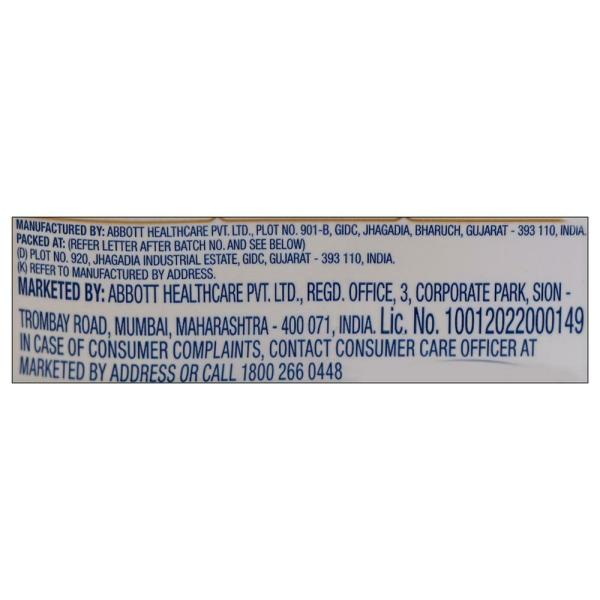 MANUFACTURED BY: ABBOTT HEALTHCARE PVT. LTD., PLOT NO. 901-B, GIDC, JHAGADIA, BHARUCH, GUJARAT - 393 110, INDIA.
PACKED AT: (REFER LETTER AFTER BATCH NO. AND SEE BELOW)
(D) PLOT NO. 920, JHAGADIA INDUSTRIAL ESTATE, GIDC, GUJARAT - 393 110, INDIA.
(K) REFER TO MANUFACTURED BY ADDRESS.
MARKETED BY: ABBOTT HEALTHCARE PVT. LTD., REGD. OFFICE, 3, CORPORATE PARK, SION -
TROMBAY ROAD, MUMBAI, MAHARASHTRA - 400 071, INDIA. Lic. No. 10012022000149
IN CASE OF CONSUMER COMPLAINTS, CONTACT CONSUMER CARE OFFICER AT
MARKETED BY ADDRESS OR CALL 1800 266 0448